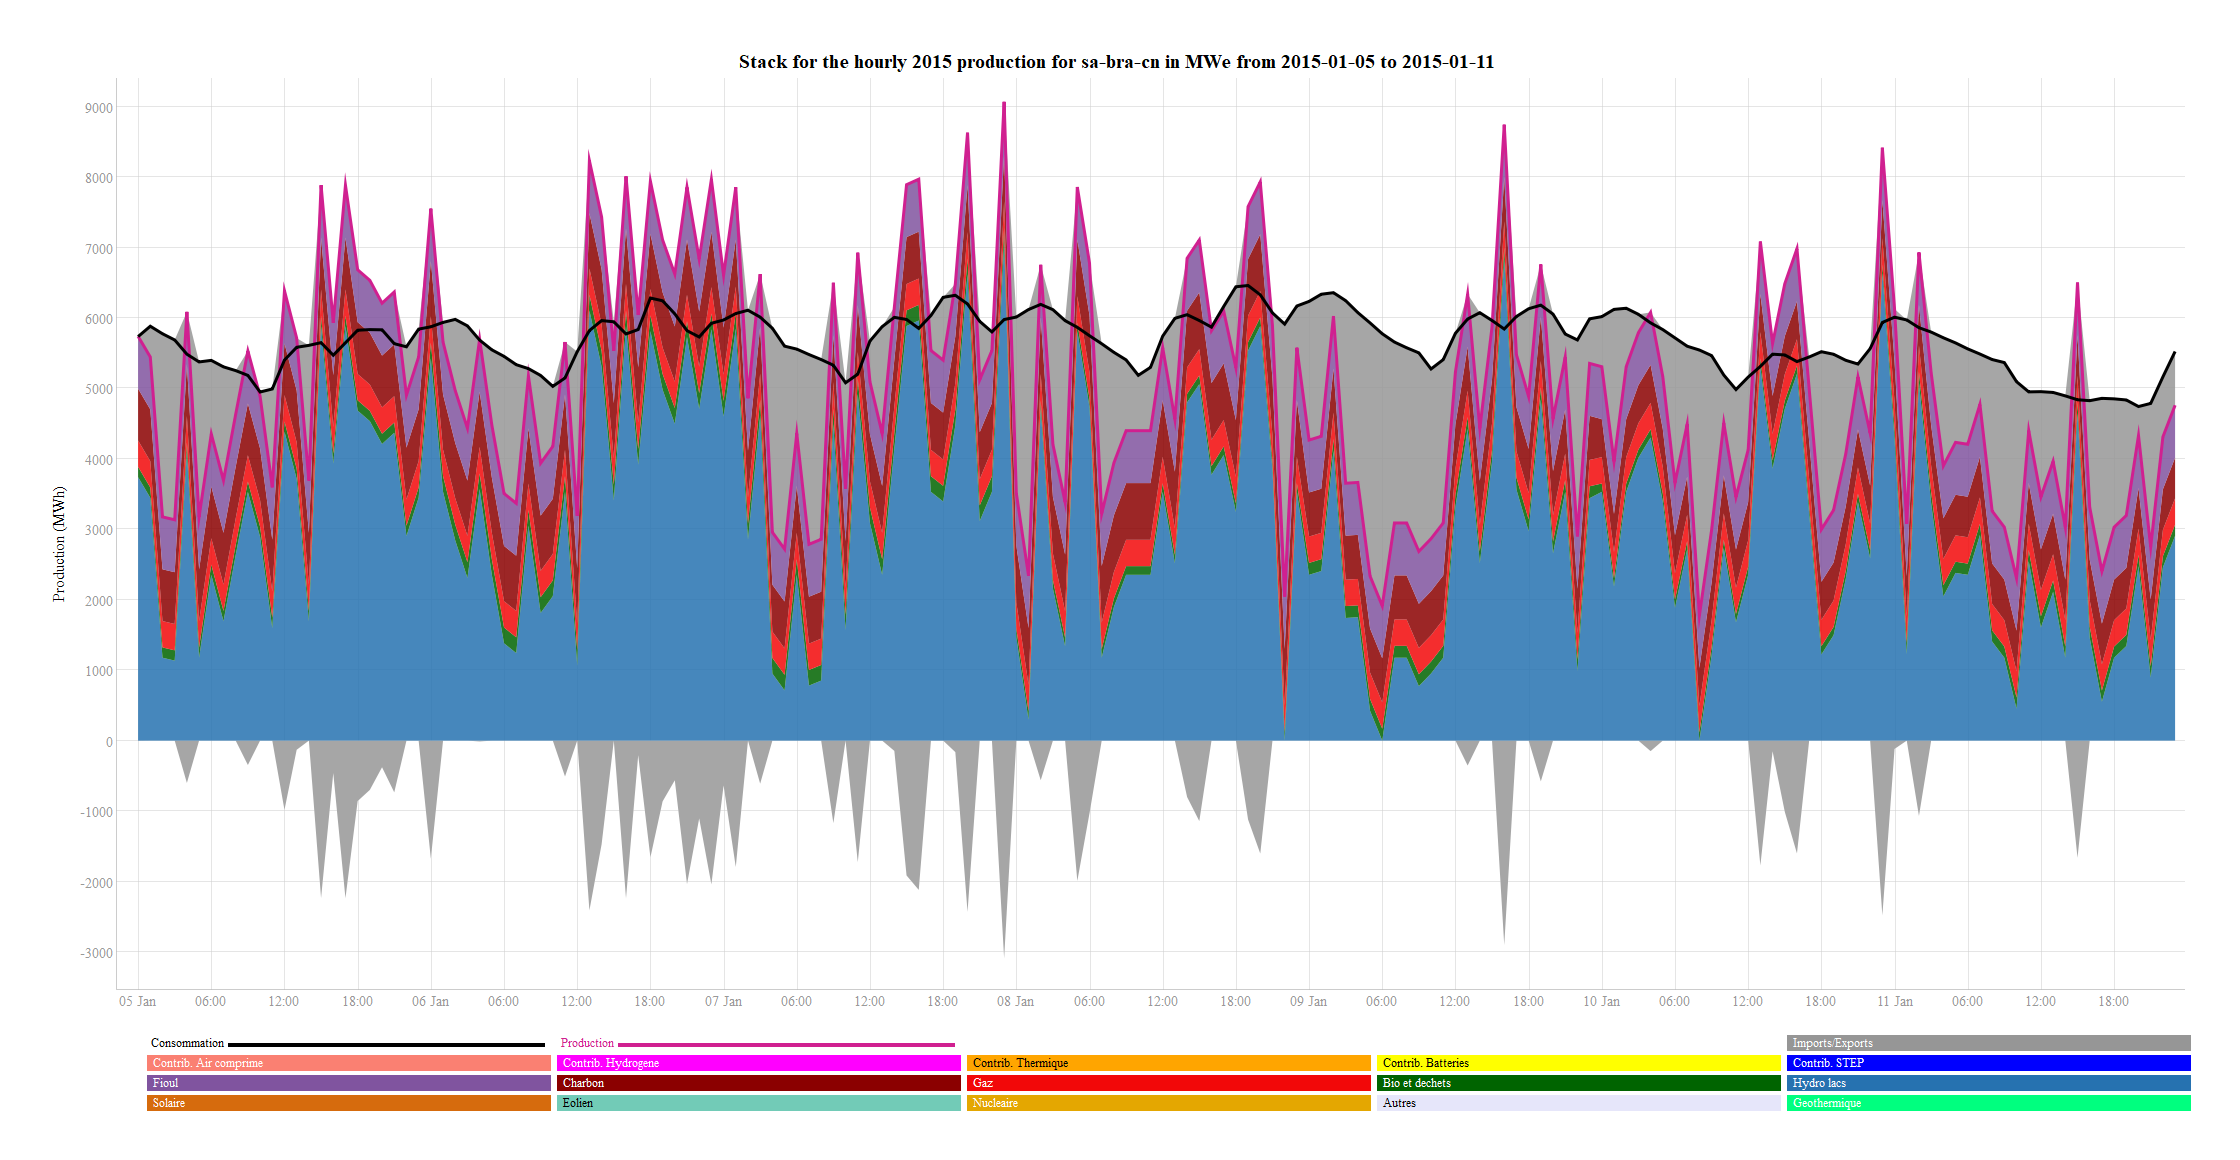 Stack for the hourly 2015 production for sa-bra-cn in MWe from 2015-01-05 to 2015-01-11
9000
8000
7000
6000
5000
4000
3000
2000
1000
0
-1000
-2000
-3000
Production (MWh)
05 Jan 06:00 12:00 18:00 06 Jan 06:00 12:00 18:00 07 Jan 06:00 12:00 18:00 08 Jan 06:00 12:00 18:00 09 Jan 06:00 12:00 18:00 10 Jan 06:00 12:00 18:00 11 Jan 06:00 12:00 18:00
Consommation Production Imports/Exports
Contrib. Air comprime Contrib. Hydrogene Contrib. Thermique Contrib. Batteries Contrib. STEP
Fioul Charbon Gaz Bio et dechets Hydro lacs
Solaire Eolien Nucleaire Autres Geothermique